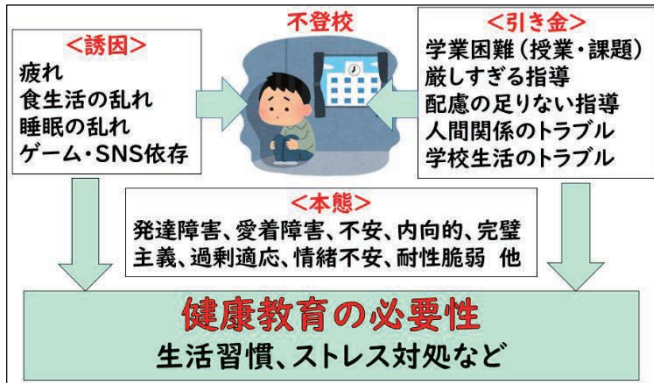 <誘因>
疲れ
食生活の乱れ
睡眠の乱れ
ゲーム・SNS依存
不登校
<引き金>
学業困難(授業・課題)
厳しすぎる指導
配慮の足りない指導
人間関係のトラブル
学校生活のトラブル
<本態>
発達障害、愛着障害、不安、内向的、完璧
主義、過剰適応、情緒不安、耐性脆弱 他
健康教育の必要性
生活習慣、ストレス対処など